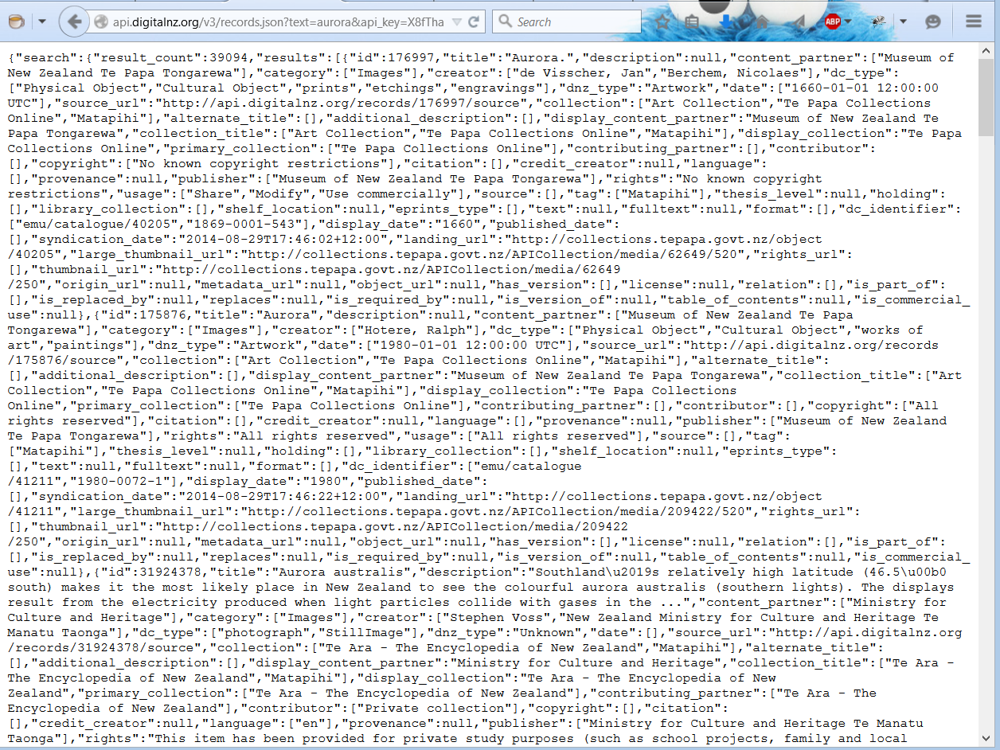 api.digitalnz.org/v3/records.json?text=aurora&api_key=X8fTha
Search
ABP
{"search":{"result_count":39094,"results":[{"id":176997,"title":"Aurora.","description":null,"content_partner":["Museum of
New Zealand Te Papa Tongarewa"],"category":["Images"],"creator":["de Visscher, Jan","Berchem, Nicolaes"],"dc_type":
["Physical Object","Cultural Object","prints","etchings","engravings"],"dnz_type":"Artwork","date":["1660-01-01 12:00:00
UTC"],"source_url":"http://api.digitalnz.org/records/176997/source","collection":["Art Collection","Te Papa Collections
Online","Matapihi"],"alternate_title":[],"additional_description":[],"display_content_partner":"Museum of New Zealand Te
Papa Tongarewa","collection_title":["Art Collection","Te Papa Collections Online","Matapihi"],"display_collection":"Te Papa
Collections Online","primary_collection":["Te Papa Collections Online"],"contributing_partner":[],"contributor":
[],"copyright":["No known copyright restrictions"],"citation":[],"credit_creator":null,"language":
[],"provenance":null,"publisher":["Museum of New Zealand Te Papa Tongarewa"],"rights":"No known copyright
restrictions","usage":["Share","Modify","Use commercially"],"source":[],"tag":["Matapihi"],"thesis_level":null,"holding":
[],"library_collection":[],"shelf_location":null,"eprints_type":[],"text":null,"fulltext":null,"format":[],"dc_identifier":
["emu/catalogue/40205","1869-0001-543"],"display_date":"1660","published_date":
[],"syndication_date":"2014-08-29T17:46:02+12:00","landing_url":"http://collections.tepapa.govt.nz/object
/40205","large_thumbnail_url":"http://collections.tepapa.govt.nz/APICollection/media/62649/520","rights_url":
[],"thumbnail_url":"http://collections.tepapa.govt.nz/APICollection/media/62649
/250","origin_url":null,"metadata_url":null,"object_url":null,"has_version":[],"license":null,"relation":[],"is_part_of":
[],"is_replaced_by":null,"replaces":null,"is_required_by":null,"is_version_of":null,"table_of_contents":null,"is_commercial_
use":null},{"id":175876,"title":"Aurora","description":null,"content_partner":["Museum of New Zealand Te Papa
Tongarewa"],"category":["Images"],"creator":["Hotere, Ralph"],"dc_type":["Physical Object","Cultural Object","works of
art","paintings"],"dnz_type":"Artwork","date":["1980-01-01 12:00:00 UTC"],"source_url":"http://api.digitalnz.org/records
/175876/source","collection":["Art Collection","Te Papa Collections Online","Matapihi"],"alternate_title":
[],"additional_description":[],"display_content_partner":"Museum of New Zealand Te Papa Tongarewa","collection_title":["Art
Collection","Te Papa Collections Online","Matapihi"],"display_collection":"Te Papa Collections
Online","primary_collection":["Te Papa Collections Online"],"contributing_partner":[],"contributor":[],"copyright":["All
rights reserved"],"citation":[],"credit_creator":null,"language":[],"provenance":null,"publisher":["Museum of New Zealand
Te Papa Tongarewa"],"rights":"All rights reserved","usage":["All rights reserved"],"source":[],"tag":
["Matapihi"],"thesis_level":null,"holding":[],"library_collection":[],"shelf_location":null,"eprints_type":
[],"text":null,"fulltext":null,"format":[],"dc_identifier":["emu/catalogue
/41211","1980-0072-1"],"display_date":"1980","published_date":
[],"syndication_date":"2014-08-29T17:46:22+12:00","landing_url":"http://collections.tepapa.govt.nz/object
/41211","large_thumbnail_url":"http://collections.tepapa.govt.nz/APICollection/media/209422/520","rights_url":
[],"thumbnail_url":"http://collections.tepapa.govt.nz/APICollection/media/209422
/250","origin_url":null,"metadata_url":null,"object_url":null,"has_version":[],"license":null,"relation":[],"is_part_of":
[],"is_replaced_by":null,"replaces":null,"is_required_by":null,"is_version_of":null,"table_of_contents":null,"is_commercial_
use":null},{"id":31924378,"title":"Aurora australis","description":"Southland\u2019s relatively high latitude (46.5\u00b0
south) makes it the most likely place in New Zealand to see the colourful aurora australis (southern lights). The displays
result from the electricity produced when light particles collide with gases in the ...","content_partner":["Ministry for
Culture and Heritage"],"category":["Images"],"creator":["Stephen Voss","New Zealand Ministry for Culture and Heritage Te
Manatu Taonga"],"dc_type":["photograph","StillImage"],"dnz_type":"Unknown","date":[],"source_url":"http://api.digitalnz.org
/records/31924378/source","collection":["Te Ara - The Encyclopedia of New Zealand","Matapihi"],"alternate_title":
[],"additional_description":[],"display_content_partner":"Ministry for Culture and Heritage","collection_title":["Te Ara -
The Encyclopedia of New Zealand","Matapihi"],"display_collection":"Te Ara - The Encyclopedia of New
Zealand","primary_collection":["Te Ara - The Encyclopedia of New Zealand"],"contributing_partner":["Te Ara - The
Encyclopedia of New Zealand"],"contributor":["Private collection"],"copyright":[],"citation":
[],"credit_creator":null,"language":["en"],"provenance":null,"publisher":["Ministry for Culture and Heritage Te Manatu
Taonga"],"rights":"This item has been provided for private study purposes (such as school projects, family and local